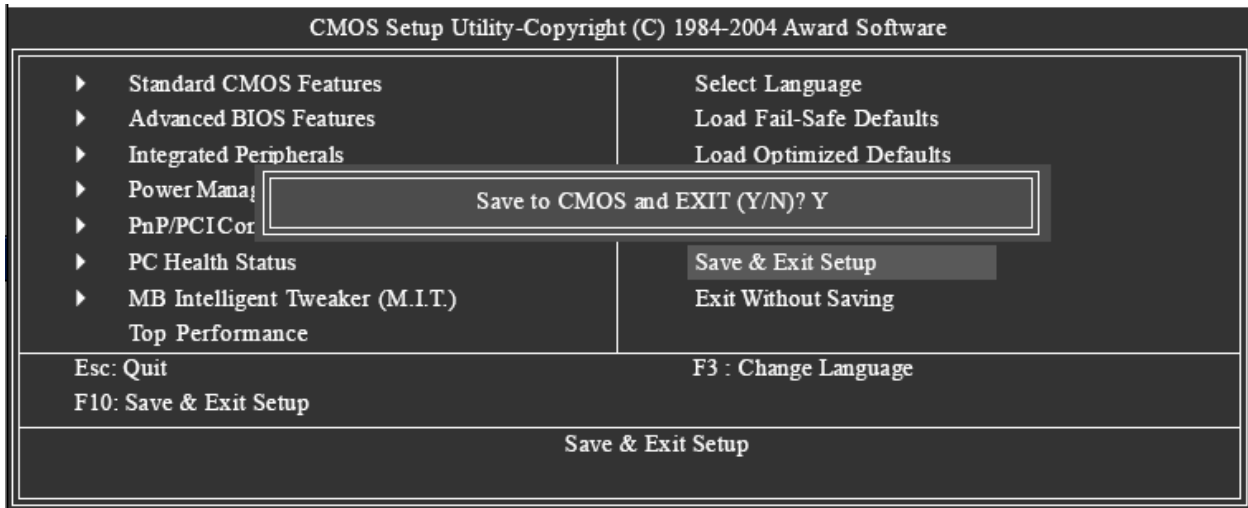 CMOS Setup Utility-Copyright (C) 1984-2004 Award Software
Standard CMOS Features
Advanced BIOS Features
Integrated Peripherals
Power
PnP/PCI
PC Health Status
MB Intelligent Tweaker (M.I.T.)
Top Performance
Select Language
Load Fail-Safe Defaults
Load Optimized Defaults
Save to CMOS and EXIT (Y/N)? Y
Save & Exit Setup
Exit Without Saving
Esc: Quit
F3 : Change Language
F10: Save & Exit Setup
Save & Exit Setup